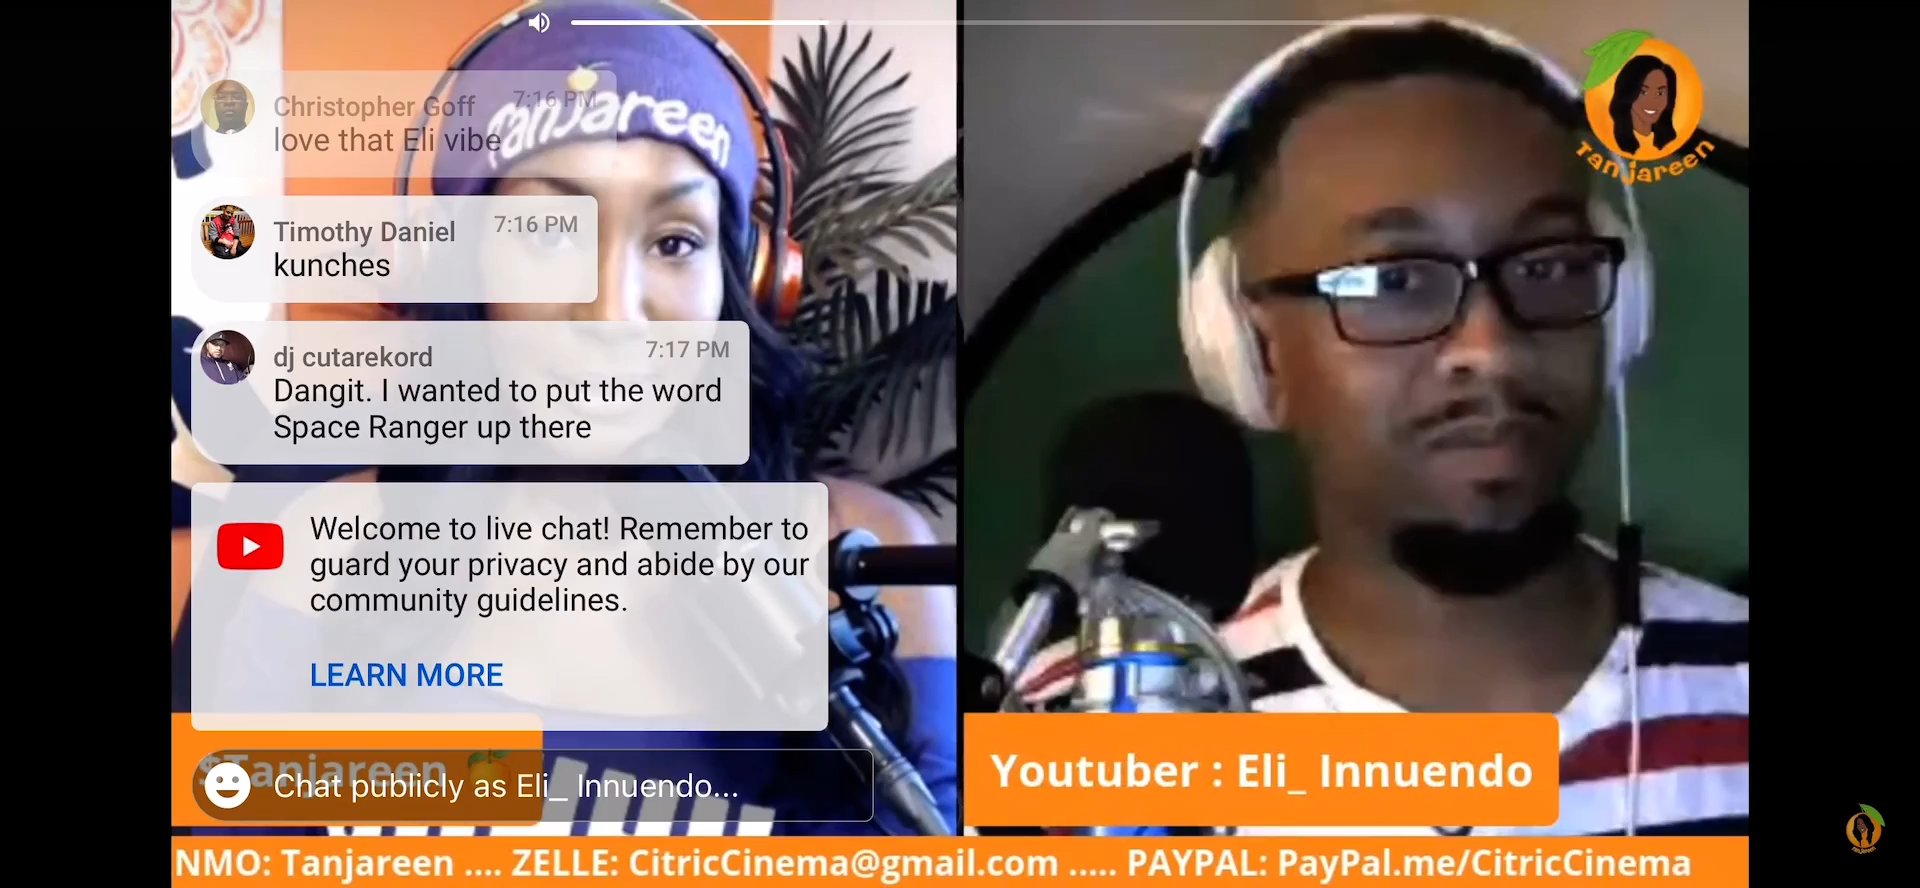 Tanjareen
Christopher Goff 7:16 PM
love that Eli vibe
Timothy Daniel 7:16 PM
kunches
dj cutarekord 7:17 PM
Dangit. I wanted to put the word
Space Ranger up there
Welcome to live chat! Remember to
guard your privacy and abide by our
community guidelines.
LEARN MORE
$Tanjareen
Chat publicly as Eli_ Innuendo...
Tanjareen
Youtuber : Eli_ Innuendo
NMO: Tanjareen .... ZELLE: CitricCinema@gmail.com ..... PAYPAL: PayPal.me/CitricCinema